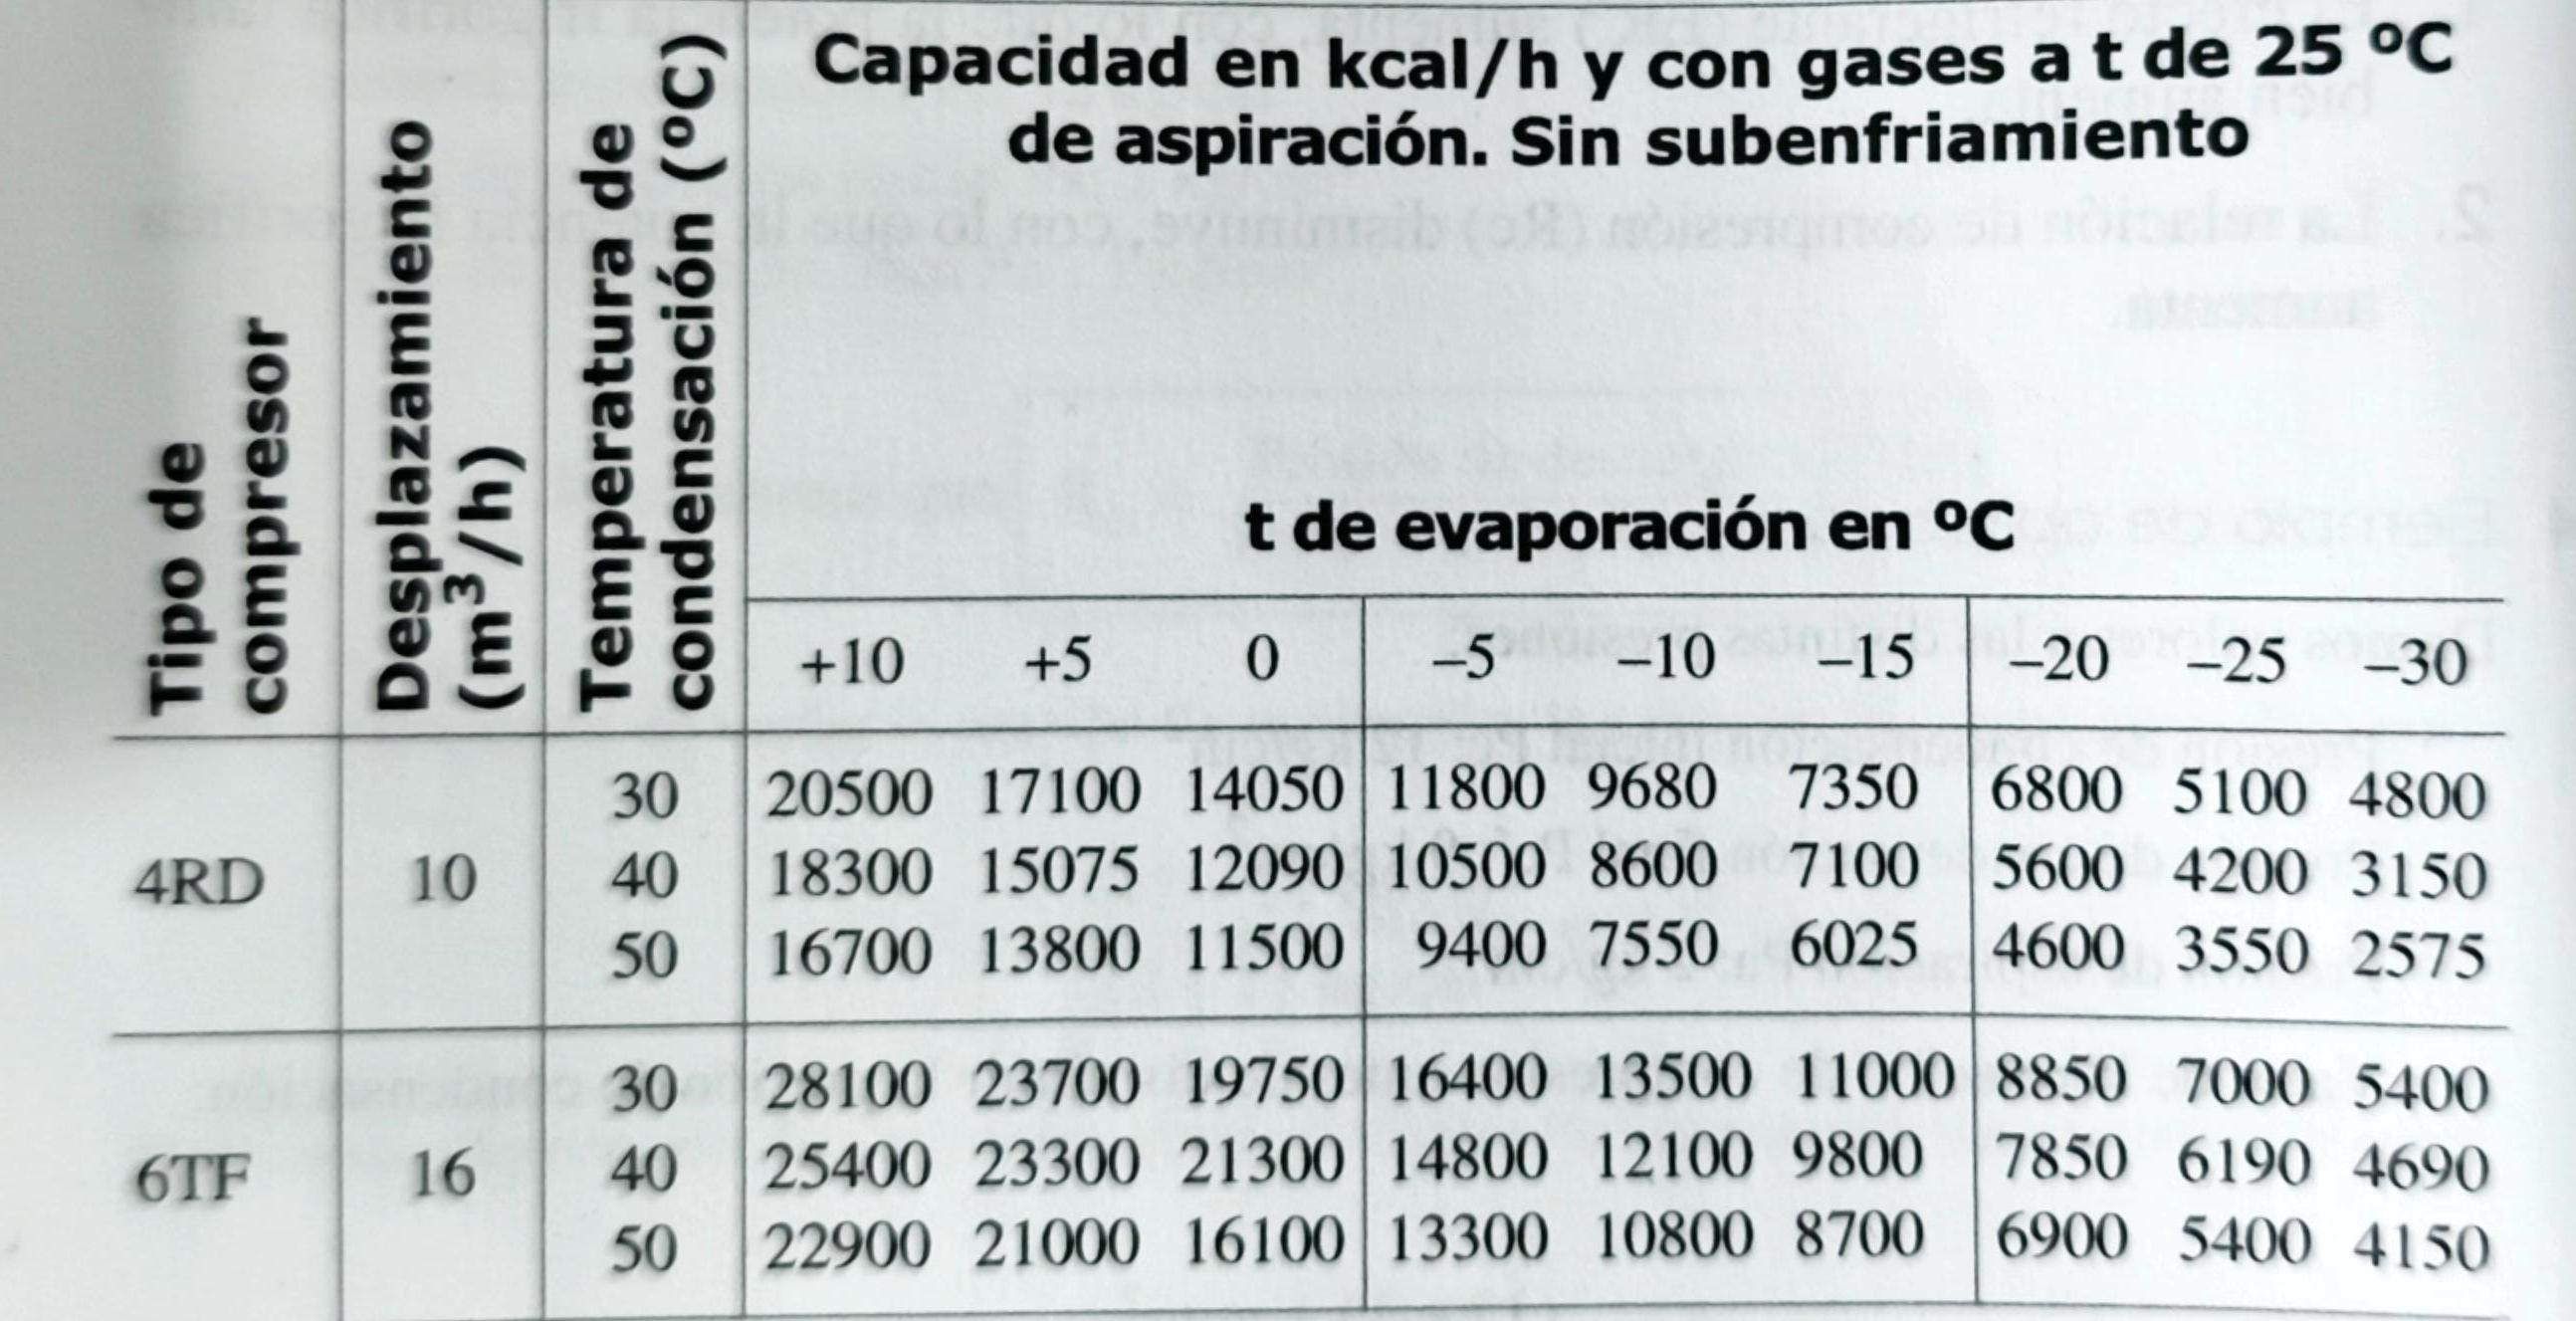 Tipo de
compresor
Desplazamiento
(m³/h)
Temperatura de
condensación (ºC)
Capacidad en kcal/h y con gases a t de 25 ºC
de aspiración. Sin subenfriamiento
t de evaporación en ºC
+10 +5 0 –5 –10 –15 –20 –25 –30
30 20500 17100 14050 11800 9680 7350 6800 5100 4800
4RD 10 40 18300 15075 12090 10500 8600 7100 5600 4200 3150
50 16700 13800 11500 9400 7550 6025 4600 3550 2575
30 28100 23700 19750 16400 13500 11000 8850 7000 5400
6TF 16 40 25400 23300 21300 14800 12100 9800 7850 6190 4690
50 22900 21000 16100 13300 10800 8700 6900 5400 4150